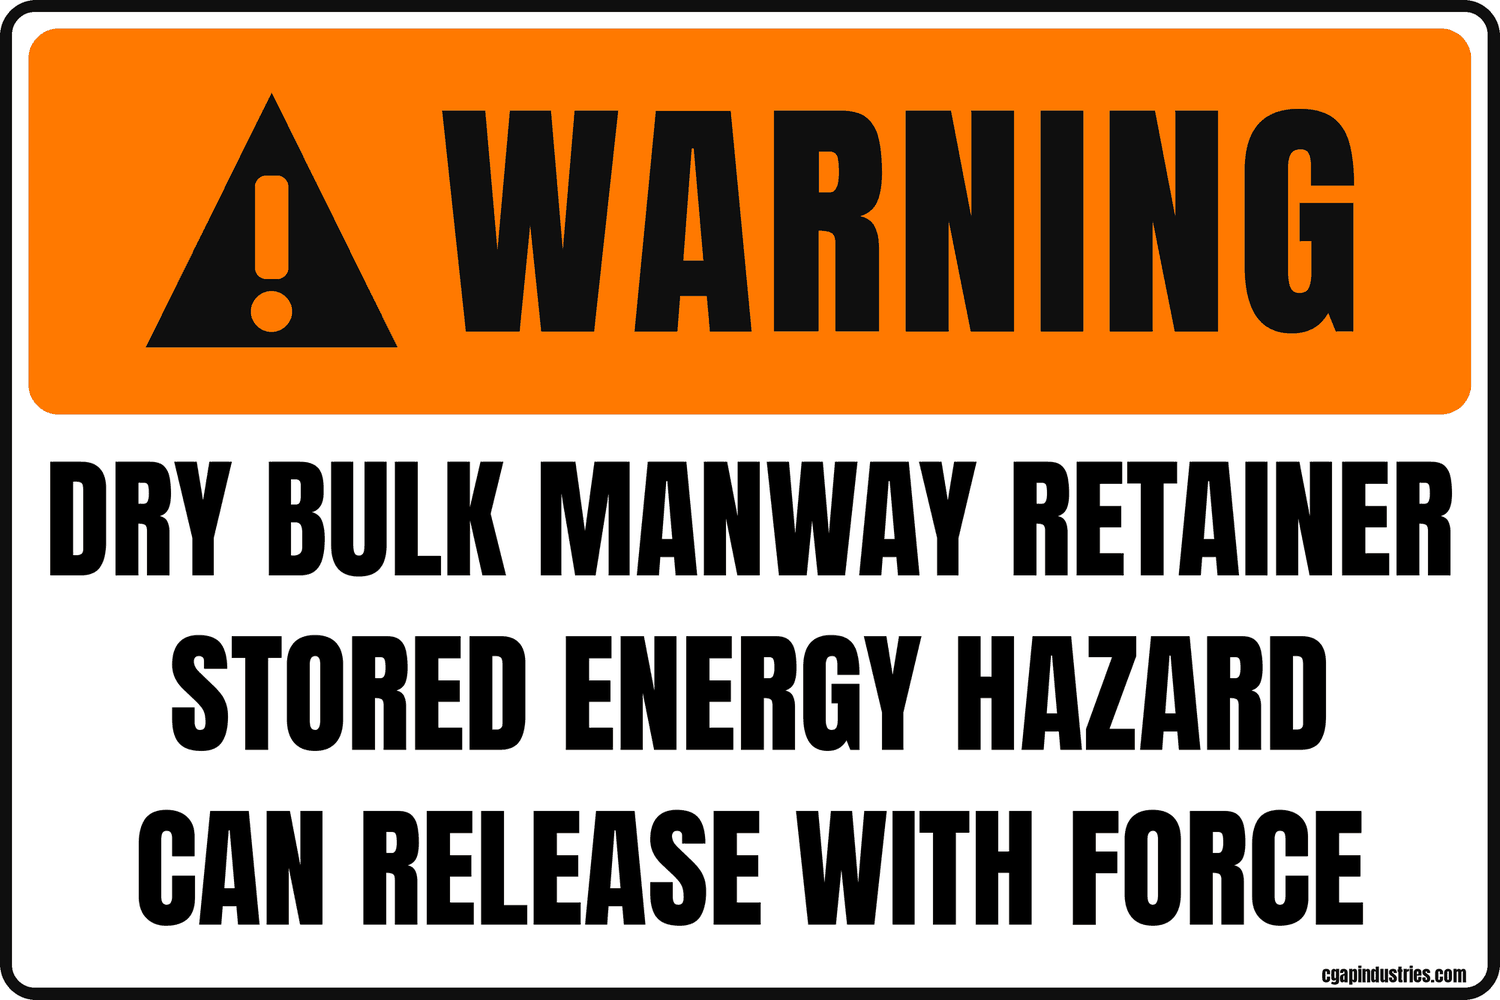 WARNING
DRY BULK MANWAY RETAINER
STORED ENERGY HAZARD
CAN RELEASE WITH FORCE
cgapindustries.com